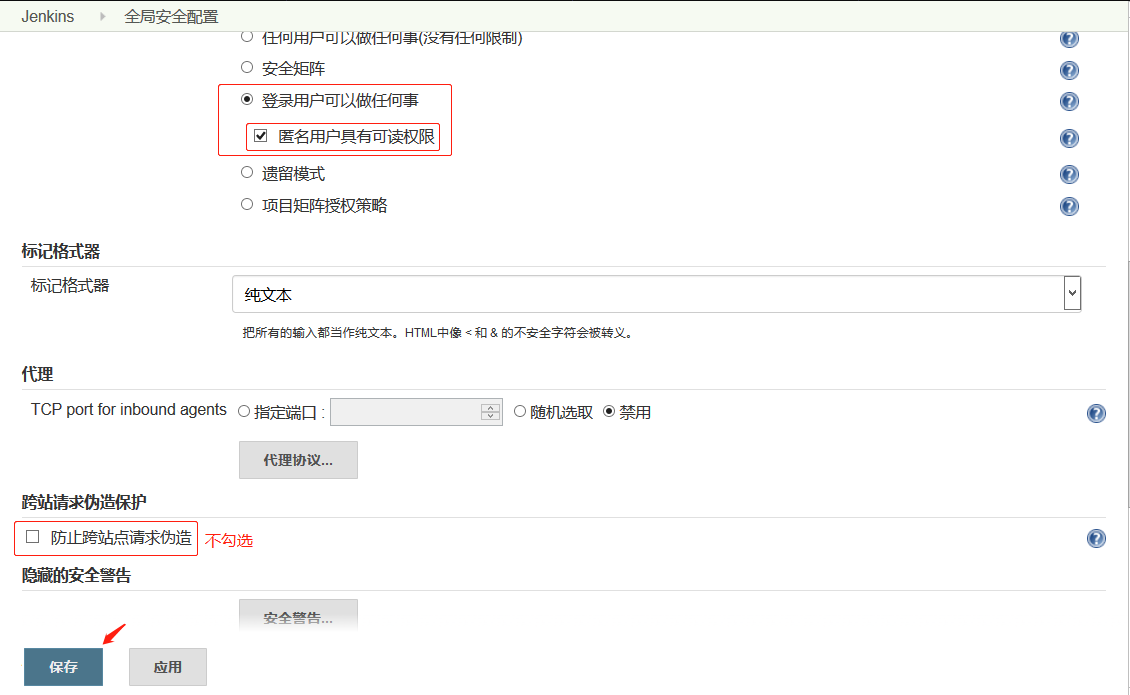 Jenkins 全局安全配置
任何用户可以做任何事(没有任何限制)
安全矩阵
登录用户可以做任何事
匿名用户具有可读权限
遗留模式
项目矩阵授权策略
标记格式器
标记格式器 纯文本
把所有的输入都当作纯文本。HTML中像 < 和 & 的不安全字符会被转义。
代理
TCP port for inbound agents 指定端口 : 随机选取 禁用
代理协议...
跨站请求伪造保护
防止跨站点请求伪造 不勾选
隐藏的安全警告
安全警告...
保存 应用